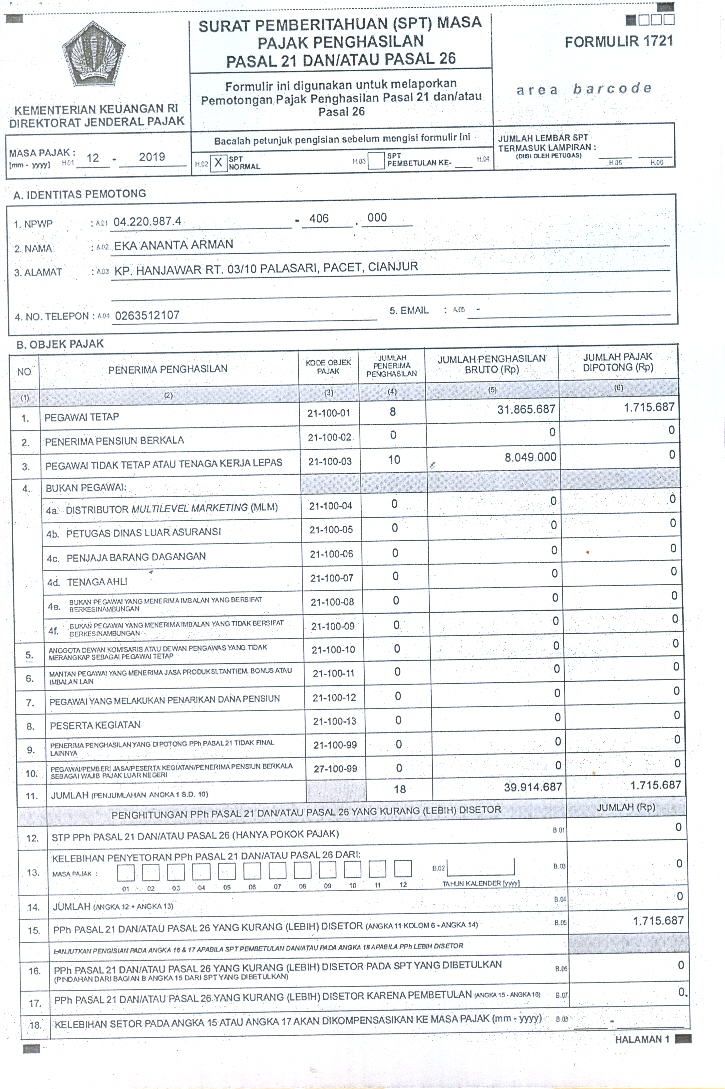 SURAT PEMBERITAHUAN (SPT) MASA
PAJAK PENGHASILAN
PASAL 21 DAN/ATAU PASAL 26
Formulir ini digunakan untuk melaporkan
Pemotongan Pajak Penghasilan Pasal 21 dan/atau
Pasal 26
FORMULIR 1721
area barcode
KEMENTERIAN KEUANGAN RI
DIREKTORAT JENDERAL PAJAK
MASA PAJAK :
[mm - yyyy] H.01 12 - 2019
Bacalah petunjuk pengisian sebelum mengisi formulir ini
H.02 X SPT NORMAL H.03 SPT PEMBETULAN KE- H.04
JUMLAH LEMBAR SPT
TERMASUK LAMPIRAN :
(DIISI OLEH PETUGAS) H.05 H.06
A. IDENTITAS PEMOTONG
1. NPWP : A.01 04.220.987.4 - 406 . 000
2. NAMA : A.02 EKA ANANTA ARMAN
3. ALAMAT : A.03 KP. HANJAWAR RT. 03/10 PALASARI, PACET, CIANJUR
4. NO. TELEPON : A.04 0263512107 5. EMAIL : A.05 -
B. OBJEK PAJAK
NO PENERIMA PENGHASILAN KODE OBJEK PAJAK JUMLAH PENERIMA PENGHASILAN JUMLAH PENGHASILAN BRUTO (Rp) JUMLAH PAJAK DIPOTONG (Rp)
(1) (2) (3) (4) (5) (6)
1. PEGAWAI TETAP 21-100-01 8 31.865.687 1.715.687
2. PENERIMA PENSIUN BERKALA 21-100-02 0 0 0
3. PEGAWAI TIDAK TETAP ATAU TENAGA KERJA LEPAS 21-100-03 10 8.049.000 0
4. BUKAN PEGAWAI:
4a. DISTRIBUTOR MULTILEVEL MARKETING (MLM) 21-100-04 0 0 0
4b. PETUGAS DINAS LUAR ASURANSI 21-100-05 0 0 0
4c. PENJAJA BARANG DAGANGAN 21-100-06 0 0 0
4d. TENAGA AHLI 21-100-07 0 0 0
4e. BUKAN PEGAWAI YANG MENERIMA IMBALAN YANG BERSIFAT BERKESINAMBUNGAN 21-100-08 0 0 0
4f. BUKAN PEGAWAI YANG MENERIMA IMBALAN YANG TIDAK BERSIFAT BERKESINAMBUNGAN 21-100-09 0 0 0
5. ANGGOTA DEWAN KOMISARIS ATAU DEWAN PENGAWAS YANG TIDAK MERANGKAP SEBAGAI PEGAWAI TETAP 21-100-10 0 0 0
6. MANTAN PEGAWAI YANG MENERIMA JASA PRODUKSI, TANTIEM, BONUS ATAU IMBALAN LAIN 21-100-11 0 0 0
7. PEGAWAI YANG MELAKUKAN PENARIKAN DANA PENSIUN 21-100-12 0 0 0
8. PESERTA KEGIATAN 21-100-13 0 0 0
9. PENERIMA PENGHASILAN YANG DIPOTONG PPh PASAL 21 TIDAK FINAL LAINNYA 21-100-99 0 0 0
10. PEGAWAI/PEMBERI JASA/PESERTA KEGIATAN/PENERIMA PENSIUN BERKALA SEBAGAI WAJIB PAJAK LUAR NEGERI 27-100-99 0 0 0
11. JUMLAH (PENJUMLAHAN ANGKA 1 S.D. 10) 18 39.914.687 1.715.687
PENGHITUNGAN PPh PASAL 21 DAN/ATAU PASAL 26 YANG KURANG (LEBIH) DISETOR JUMLAH (Rp)
12. STP PPh PASAL 21 DAN/ATAU PASAL 26 (HANYA POKOK PAJAK) B.01 0
13. KELEBIHAN PENYETORAN PPh PASAL 21 DAN/ATAU PASAL 26 DARI:
MASA PAJAK : B.02 B.03 0
01 02 03 04 05 06 07 08 09 10 11 12 TAHUN KALENDER [yyyy]
14. JUMLAH (ANGKA 12 + ANGKA 13) B.04 0
15. PPh PASAL 21 DAN/ATAU PASAL 26 YANG KURANG (LEBIH) DISETOR (ANGKA 11 KOLOM 6 - ANGKA 14) B.05 1.715.687
LANJUTKAN PENGISIAN PADA ANGKA 16 & 17 APABILA SPT PEMBETULAN DAN/ATAU PADA ANGKA 18 APABILA PPh LEBIH DISETOR
16. PPh PASAL 21 DAN/ATAU PASAL 26 YANG KURANG (LEBIH) DISETOR PADA SPT YANG DIBETULKAN
(PINDAHAN DARI BAGIAN B ANGKA 15 DARI SPT YANG DIBETULKAN) B.06 0
17. PPh PASAL 21 DAN/ATAU PASAL 26 YANG KURANG (LEBIH) DISETOR KARENA PEMBETULAN (ANGKA 15 - ANGKA 16) B.07 0
18. KELEBIHAN SETOR PADA ANGKA 15 ATAU ANGKA 17 AKAN DIKOMPENSASIKAN KE MASA PAJAK (mm - yyyy) B.08 -
HALAMAN 1